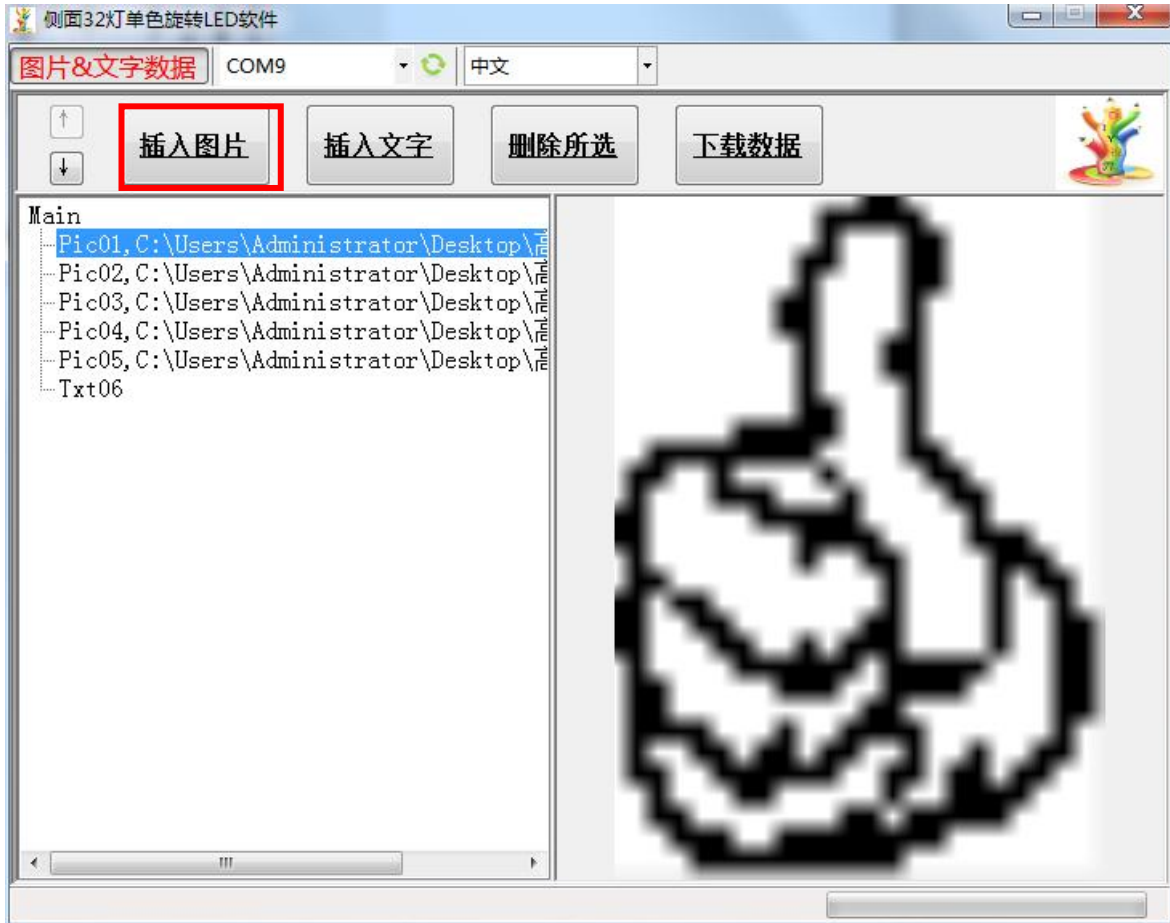 侧面32灯单色旋转LED软件
图片&文字数据 COM9 中文
插入图片 插入文字 删除所选 下载数据
Main
Pic01,C:\Users\Administrator\Desktop\
Pic02,C:\Users\Administrator\Desktop\
Pic03,C:\Users\Administrator\Desktop\
Pic04,C:\Users\Administrator\Desktop\
Pic05,C:\Users\Administrator\Desktop\
Txt06